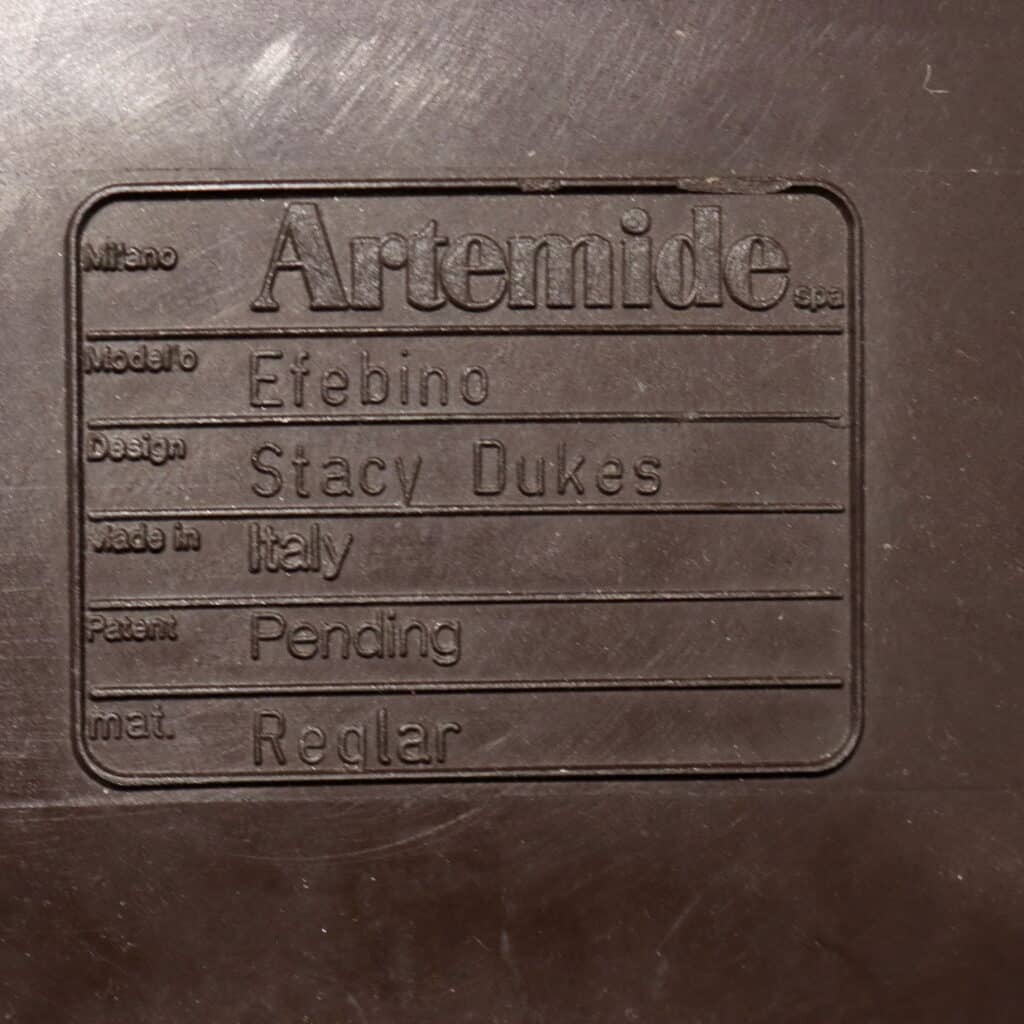 Milano Artemide spa
Modello Efebino
Design Stacy Dukes
Made in Italy
Patent Pending
mat. Reglar